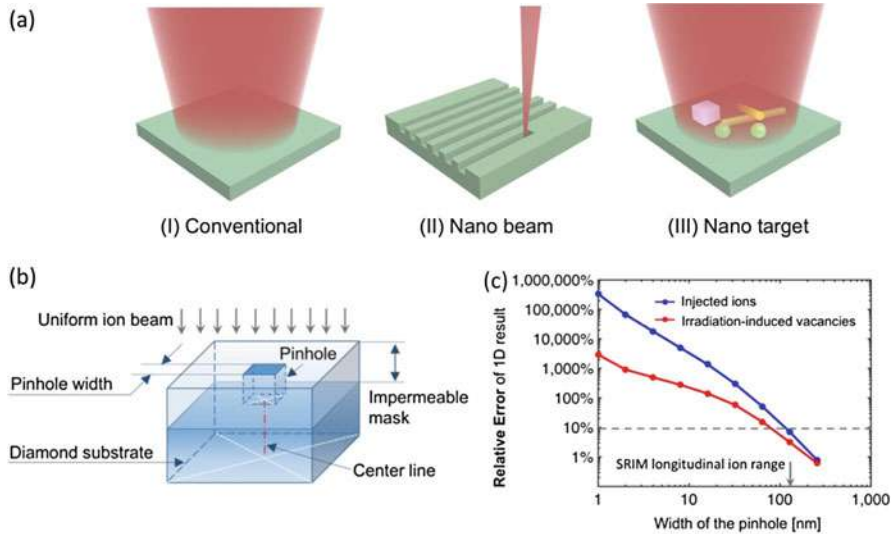 (a)
(I) Conventional
(II) Nano beam
(III) Nano target
(b)
Uniform ion beam
Pinhole
Pinhole width
Impermeable
mask
Diamond substrate
Center line
(c)
Relative Error of 1D result
1,000,000%
100,000%
10,000%
1,000%
100%
10%
1%
Injected ions
Irradiation-induced vacancies
SRIM longitudinal ion range
1
10
100
1,000
Width of the pinhole [nm]